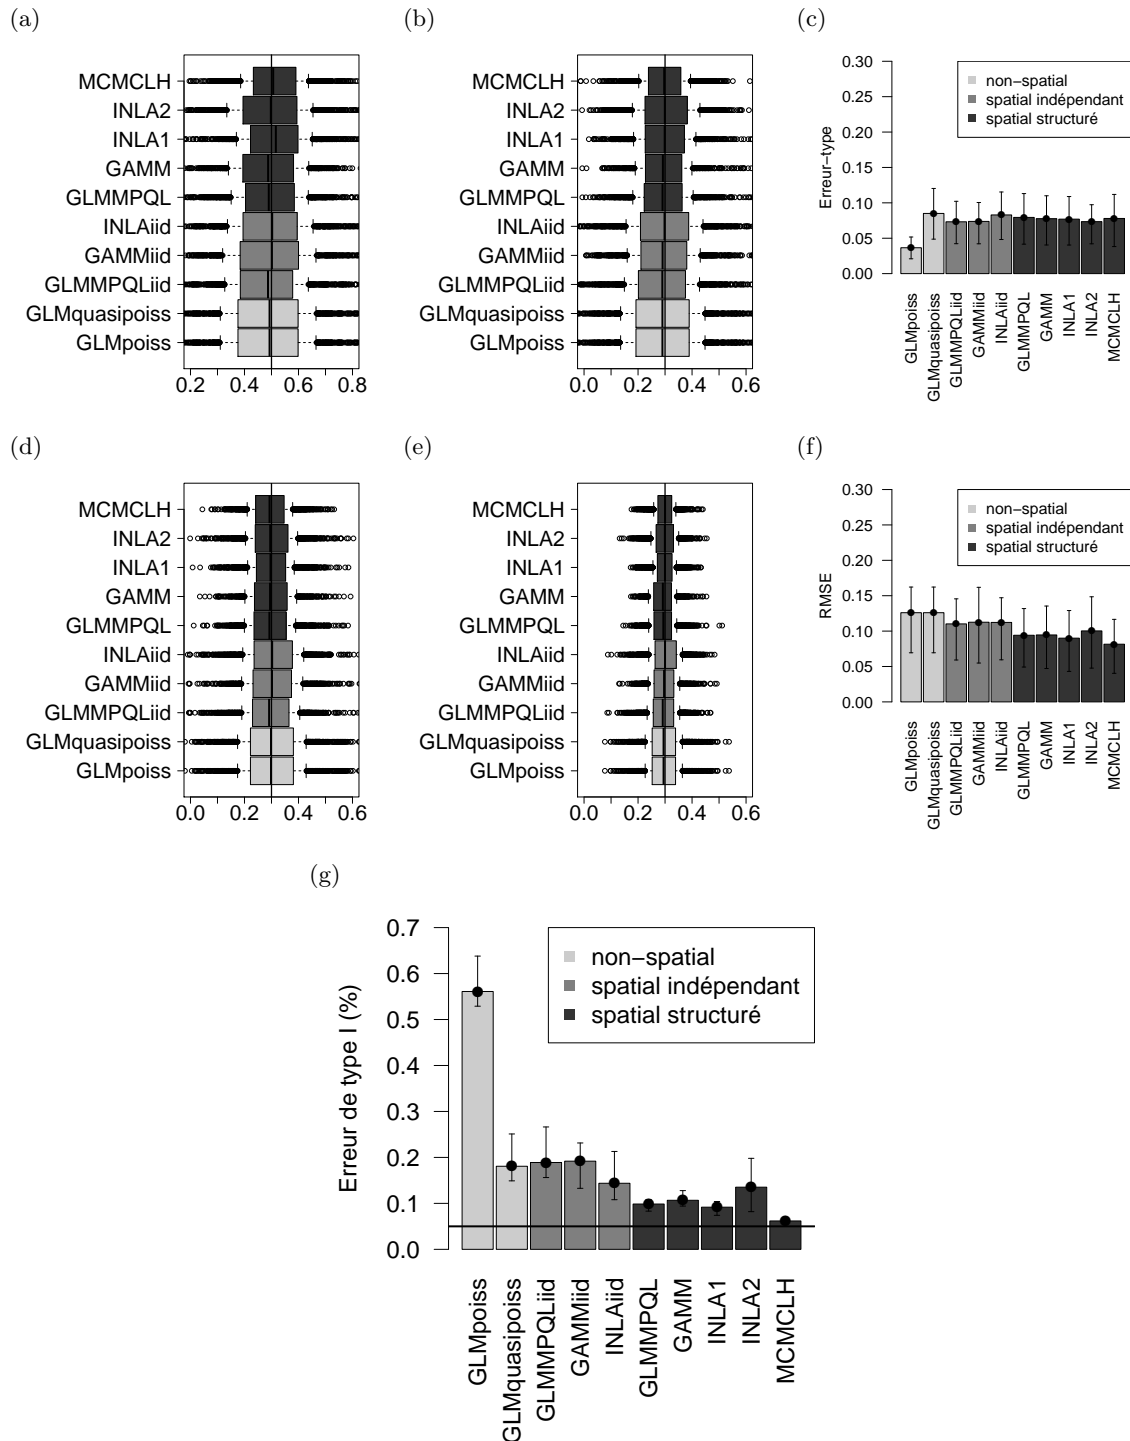 (a)
MCMCLH
INLA2
INLA1
GAMM
GLMMPQL
INLAiid
GAMMiid
GLMMPQLiid
GLMquasipoiss
GLMpoiss
0.2 0.4 0.6 0.8
(b)
MCMCLH
INLA2
INLA1
GAMM
GLMMPQL
INLAiid
GAMMiid
GLMMPQLiid
GLMquasipoiss
GLMpoiss
0.0 0.2 0.4 0.6
(c)
Erreur−type
0.30
0.25
0.20
0.15
0.10
0.05
0.00
non−spatial
spatial indépendant
spatial structuré
GLMpoiss
GLMquasipoiss
GLMMPQLiid
GAMMiid
INLAiid
GLMMPQL
GAMM
INLA1
INLA2
MCMCLH
(d)
MCMCLH
INLA2
INLA1
GAMM
GLMMPQL
INLAiid
GAMMiid
GLMMPQLiid
GLMquasipoiss
GLMpoiss
0.0 0.2 0.4 0.6
(e)
MCMCLH
INLA2
INLA1
GAMM
GLMMPQL
INLAiid
GAMMiid
GLMMPQLiid
GLMquasipoiss
GLMpoiss
0.0 0.2 0.4 0.6
(f)
RMSE
0.30
0.25
0.20
0.15
0.10
0.05
0.00
non−spatial
spatial indépendant
spatial structuré
GLMpoiss
GLMquasipoiss
GLMMPQLiid
GAMMiid
INLAiid
GLMMPQL
GAMM
INLA1
INLA2
MCMCLH
(g)
Erreur de type I (%)
0.7
0.6
0.5
0.4
0.3
0.2
0.1
0.0
non−spatial
spatial indépendant
spatial structuré
GLMpoiss
GLMquasipoiss
GLMMPQLiid
GAMMiid
INLAiid
GLMMPQL
GAMM
INLA1
INLA2
MCMCLH